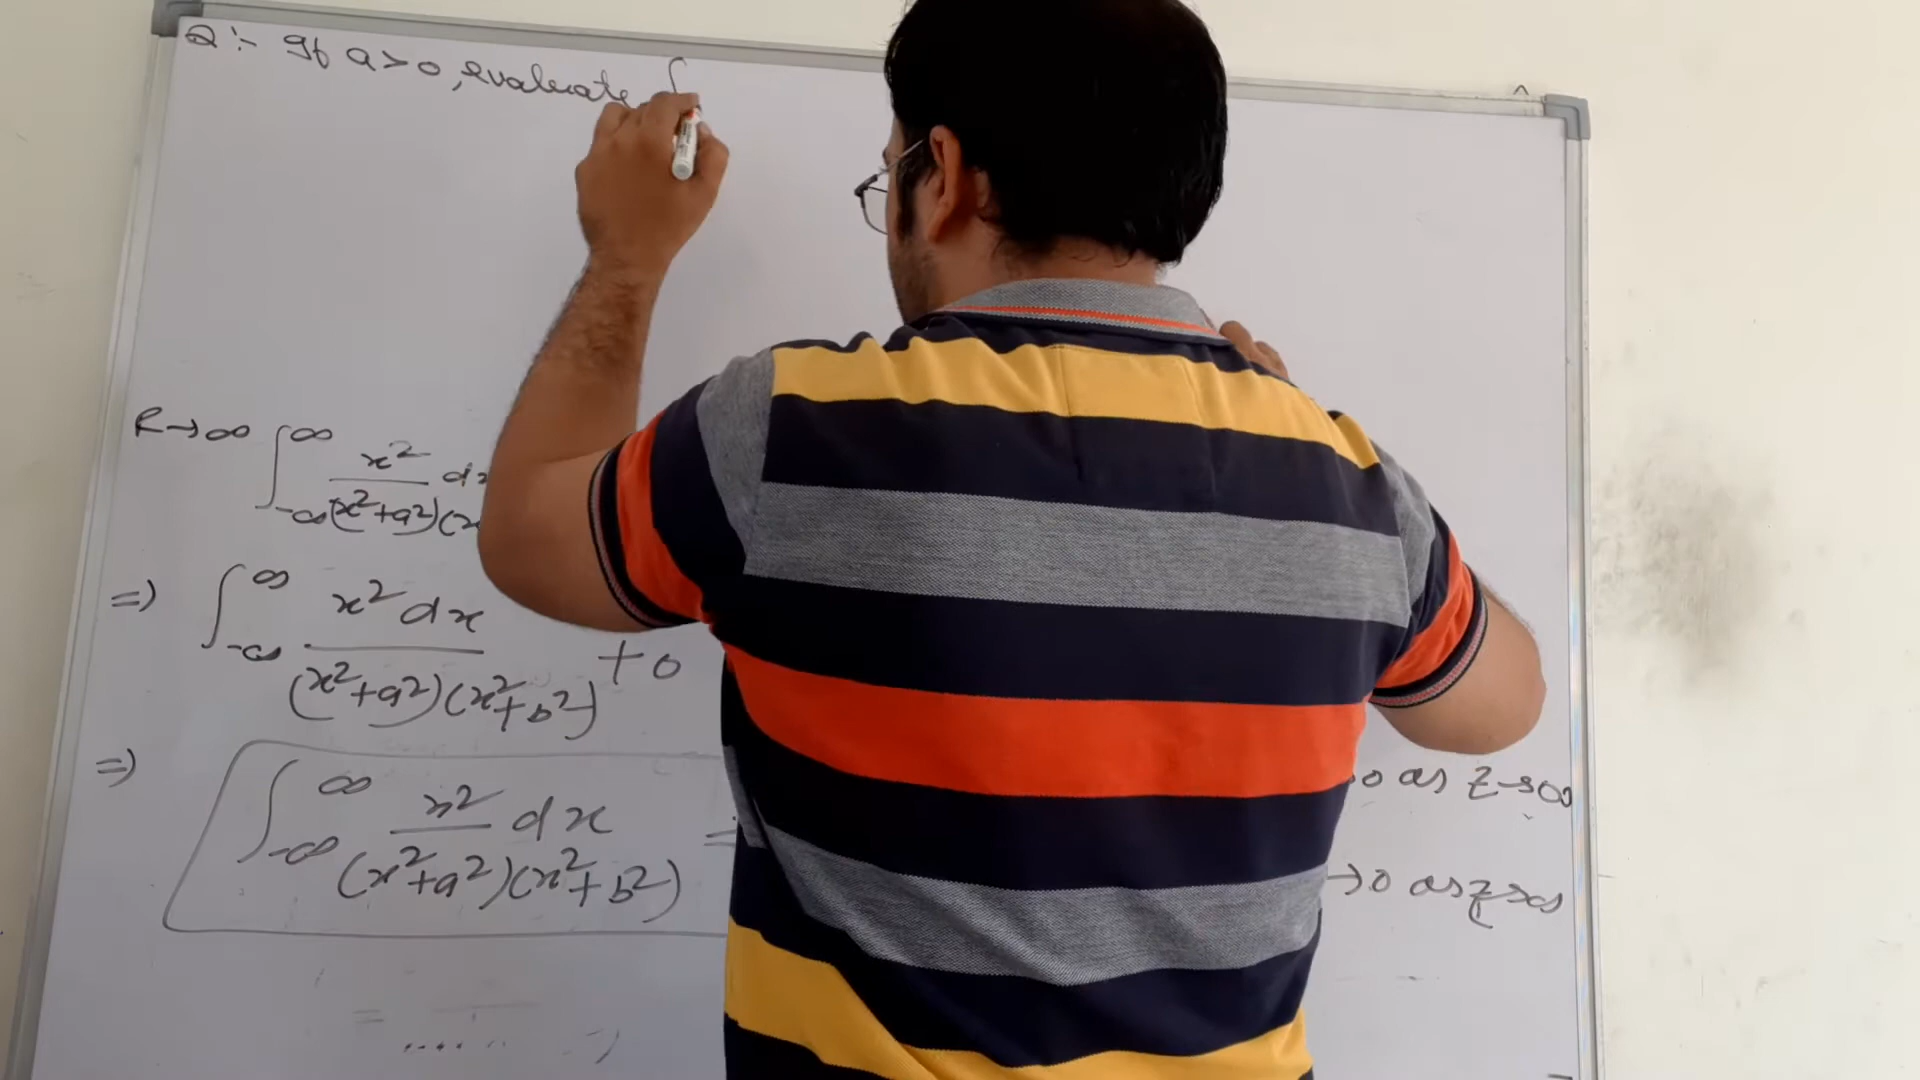 Q:- If a>0, evaluate ∫
R→∞ ∫_{-∞}^{∞} x²/(x²+a²)(x dx
⇒ ∫_{-∞}^{∞} x² dx/(x²+a²)(x²+b²) + 0
⇒ ∫_{-∞}^{∞} x²/(x²+a²)(x²+b²) dx =
→0 as z→∞
→0 as z→∞